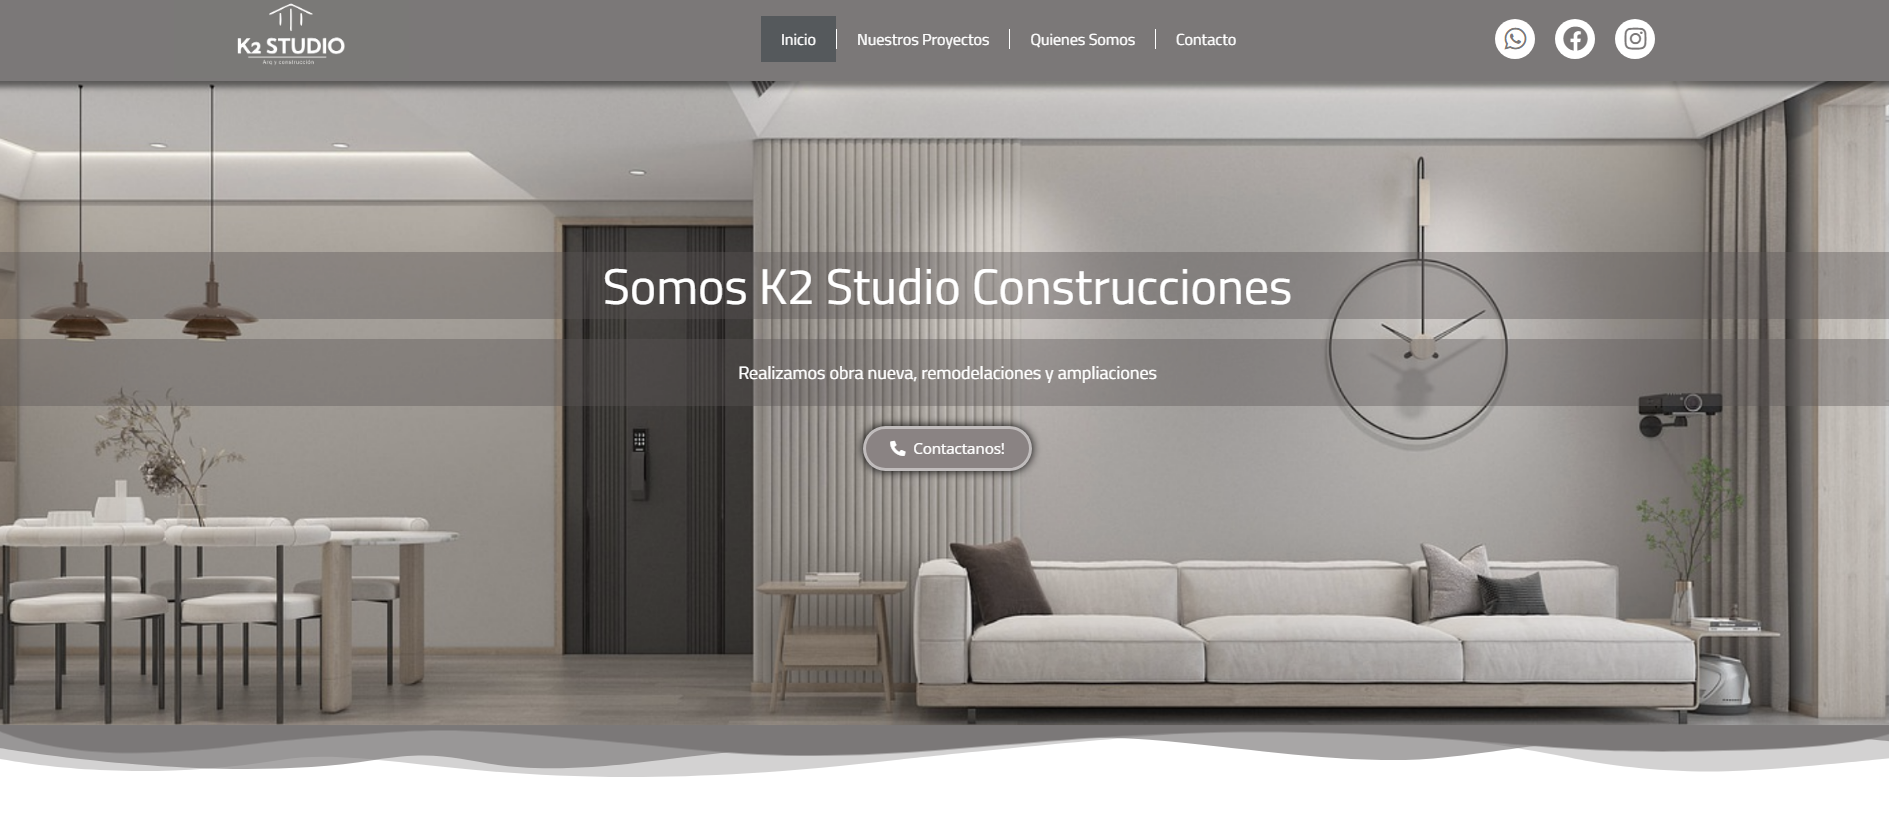 K2 STUDIO
Arq y construcción
Inicio
Nuestros Proyectos
Quienes Somos
Contacto
Somos K2 Studio Construcciones
Realizamos obra nueva, remodelaciones y ampliaciones
Contactanos!